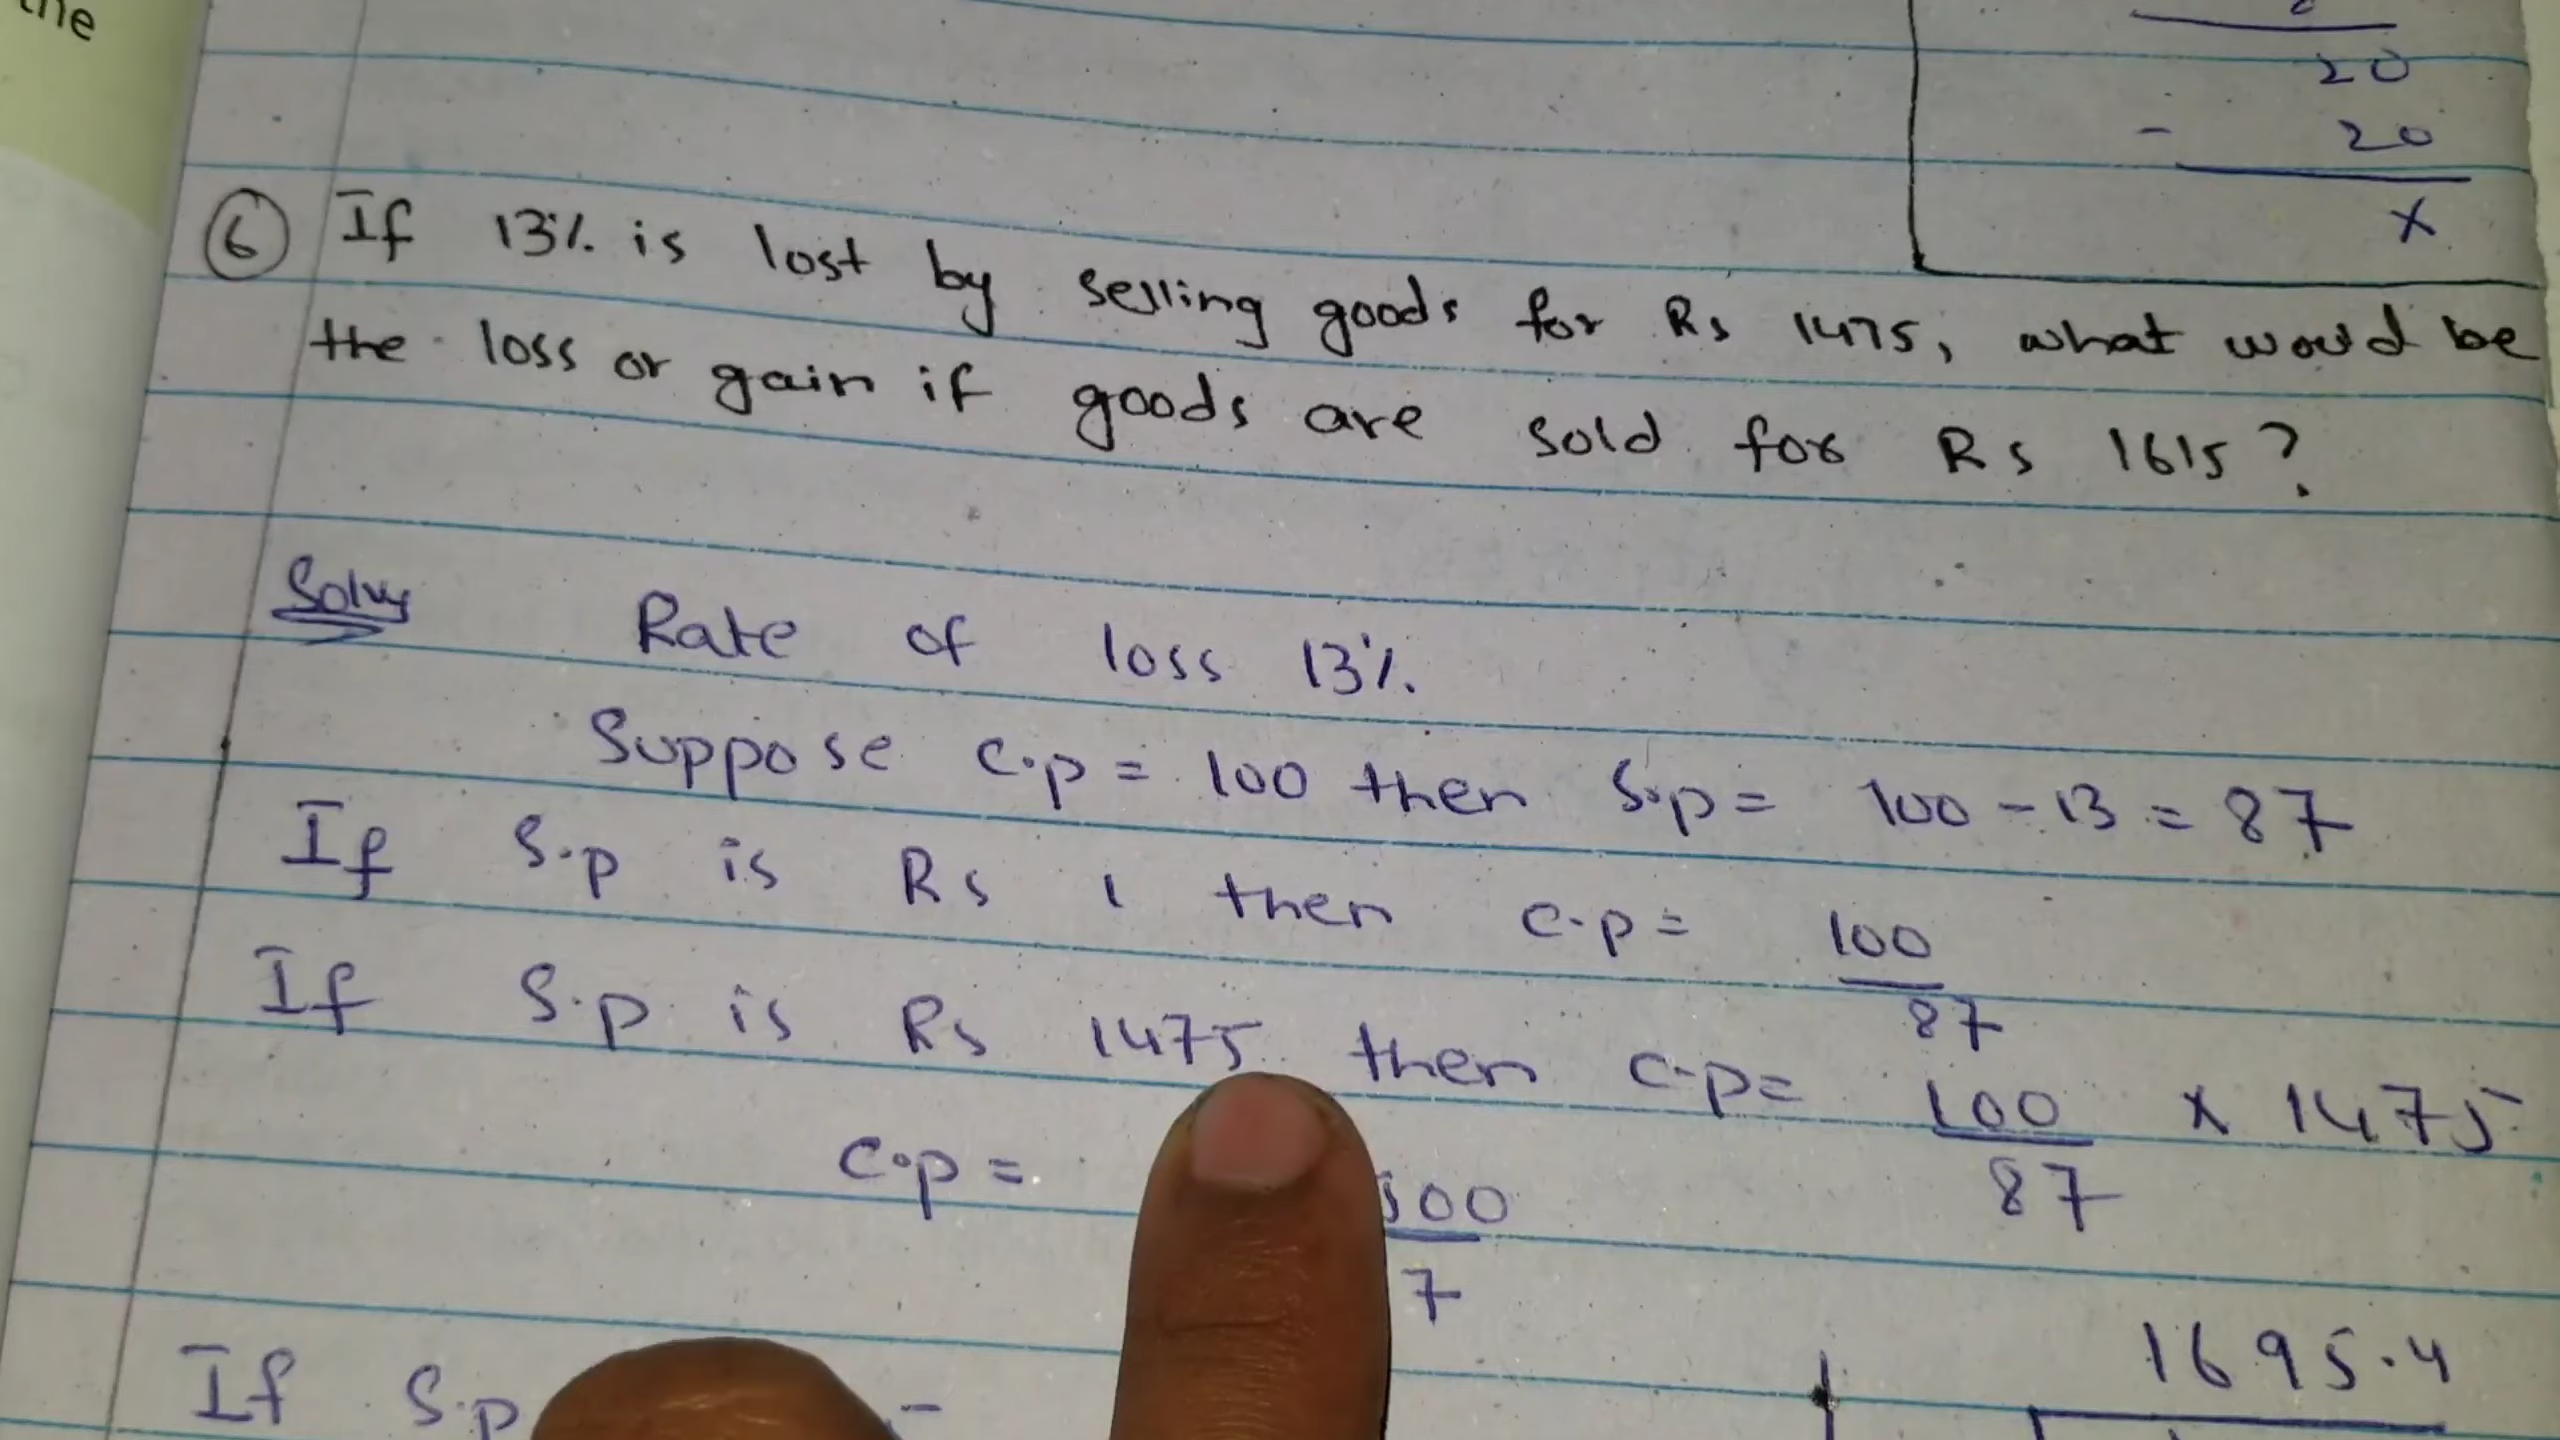 the
20
- 20
x
6 If 13% is lost by selling goods for Rs 1475, what would be
the loss or gain if goods are sold for Rs 1615?
Rate of loss 13%.
Suppose C.p = 100 then S.p = 100 - 13 = 87
If S.p is Rs 1 then C.p = 100
87
If S.p is Rs 1475 then C.p = 100 x 1475
87
C.p = 500
7
1695.4
If S.p